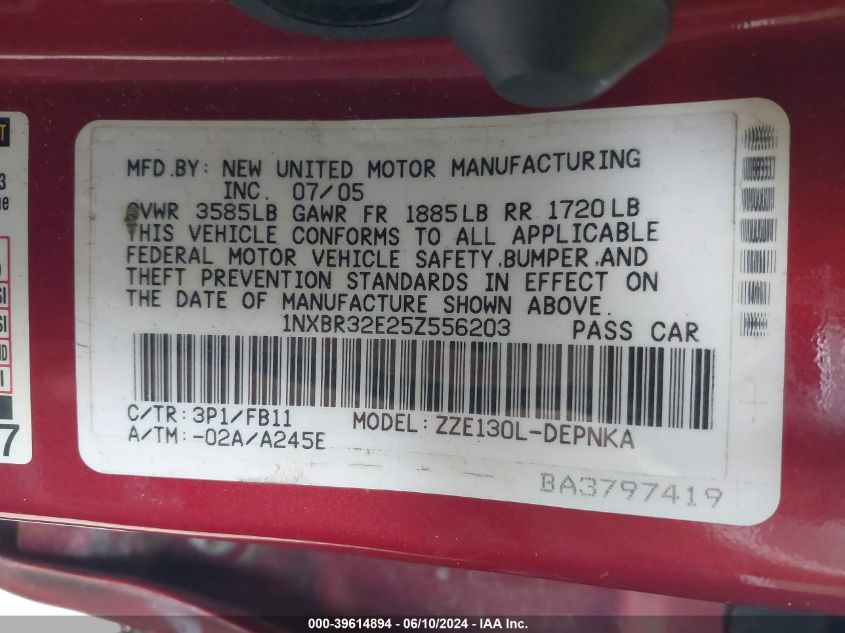 MFD.BY: NEW UNITED MOTOR MANUFACTURING
INC. 07/05
GVWR 3585LB GAWR FR 1885LB RR 1720LB
THIS VEHICLE CONFORMS TO ALL APPLICABLE
FEDERAL MOTOR VEHICLE SAFETY,BUMPER,AND
THEFT PREVENTION STANDARDS IN EFFECT ON
THE DATE OF MANUFACTURE SHOWN ABOVE.
1NXBR32E25Z556203 PASS CAR
C/TR: 3P1/FB11 MODEL: ZZE130L-DEPNKA
A/TM: -02A/A245E
BA3797419
7
000-39614894 - 06/10/2024 - IAA Inc.